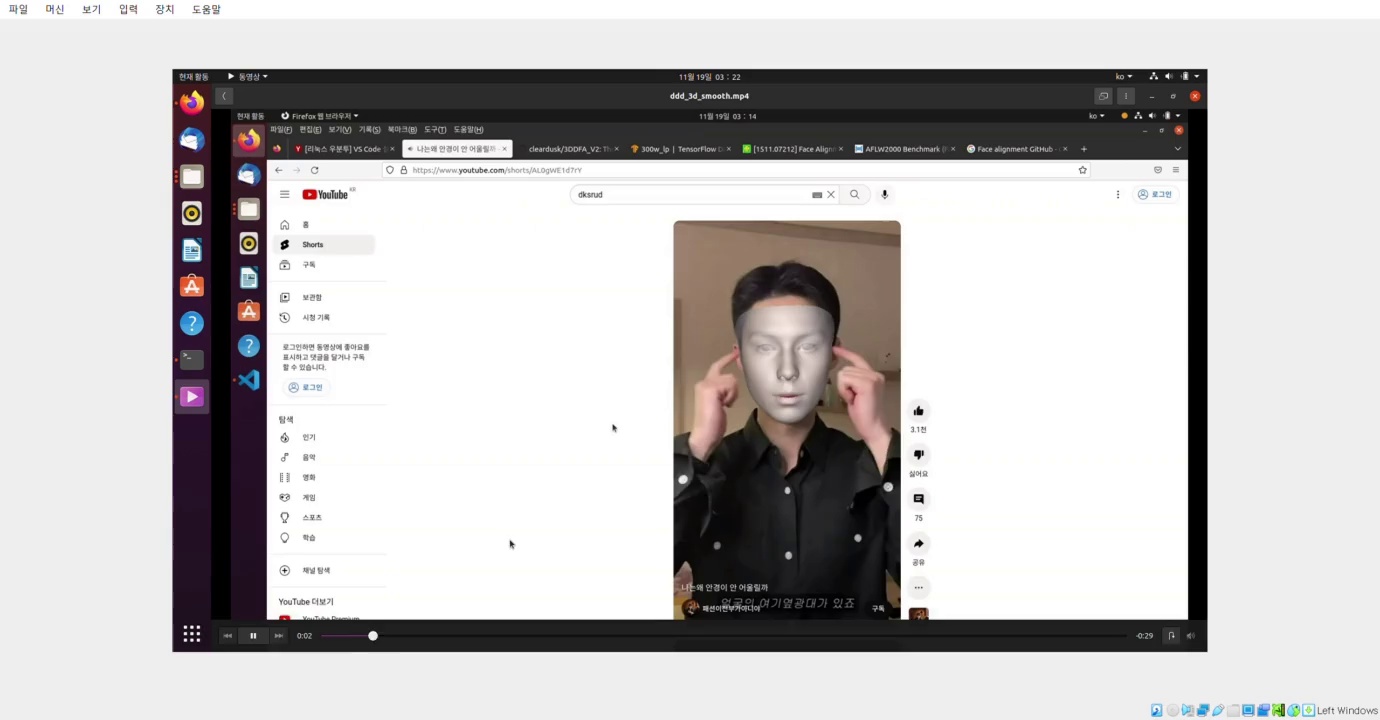 파일 머신 보기 입력 장치 도움말
현재 활동 동영상 11월 19일 03 : 22 ko
ddd_3d_smooth.mp4
현재 활동 Firefox 웹 브라우저 11월 19일 03 : 14 ko
파일(F) 편집(E) 보기(V) 기록(S) 북마크(B) 도구(T) 도움말(H)
[리눅스 우분투] VS Code 나는왜 안경이 안 어울릴까 cleardusk/3DDFA_V2: Th 300w_lp | TensorFlow D [1511.07212] Face Alignn AFLW2000 Benchmark (F Face alignment GitHub -
https://www.youtube.com/shorts/AL0gWE1d7rY
YouTube KR dksrud 로그인
홈
Shorts
구독
보관함
시청 기록
로그인하면 동영상에 좋아요를
표시하고 댓글을 달거나 구독
할 수 있습니다.
로그인
탐색
인기
음악
영화
게임
스포츠
학습
채널 탐색
YouTube 더보기
YouTube Premium
3.1천
싫어요
75
공유
나는왜 안경이 안 어울릴까
얼굴의 여기옆광대가 있죠
패션이전부가아니야 구독
0:02 -0:29
Left Windows